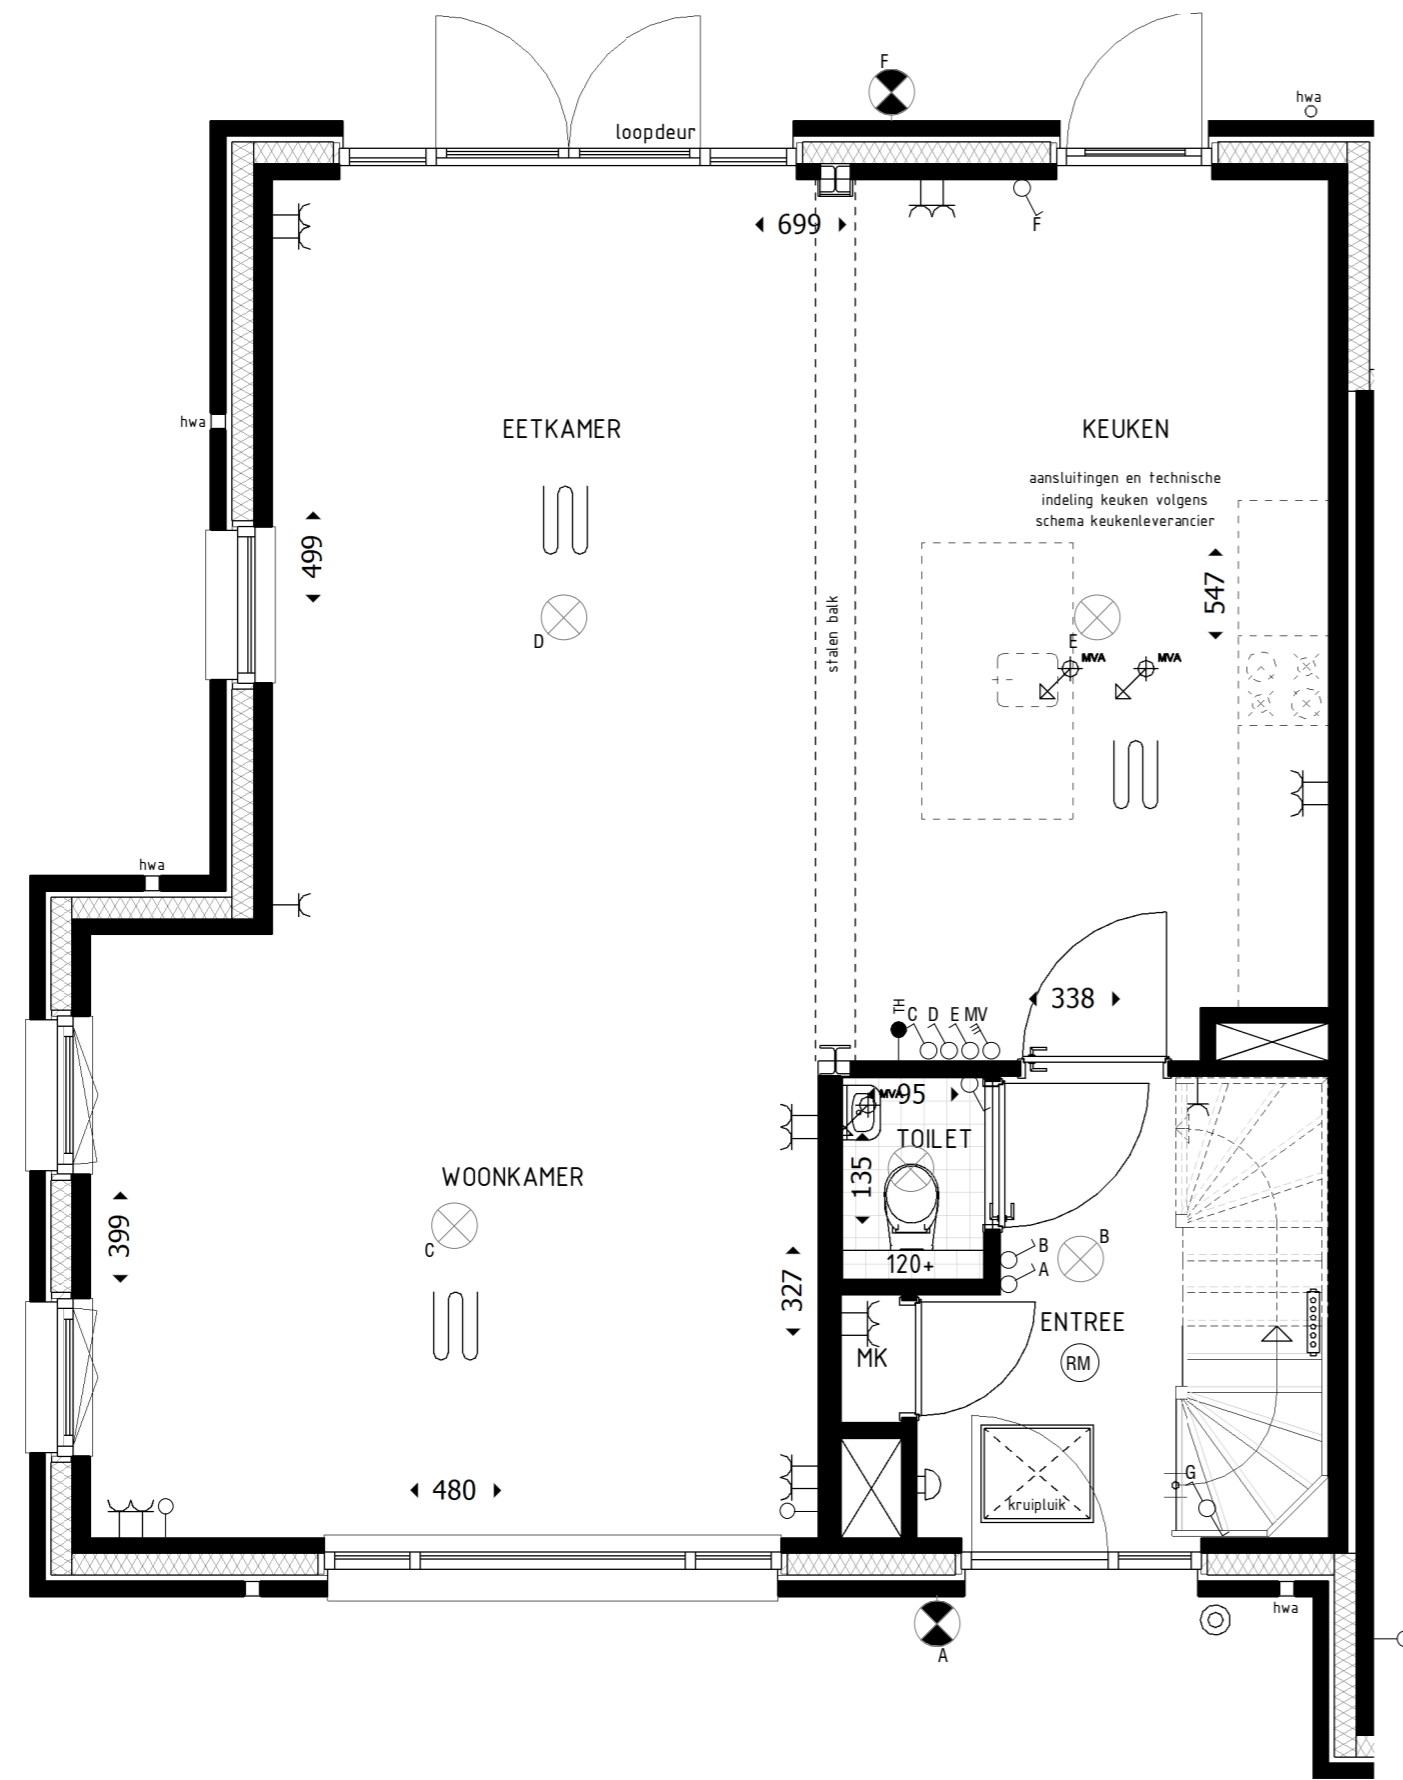 F
hwa
loopdeur
699
F
hwa
EETKAMER
KEUKEN
aansluitingen en technische
indeling keuken volgens
schema keukenleverancier
499
547
stalen balk
D
E
MVA
MVA
hwa
TH
C D E MV
338
MVA
95
TOILET
135
WOONKAMER
C
399
327
120+
B
A
B
ENTREE
MK
RM
G
480
kruipluik
hwa
A